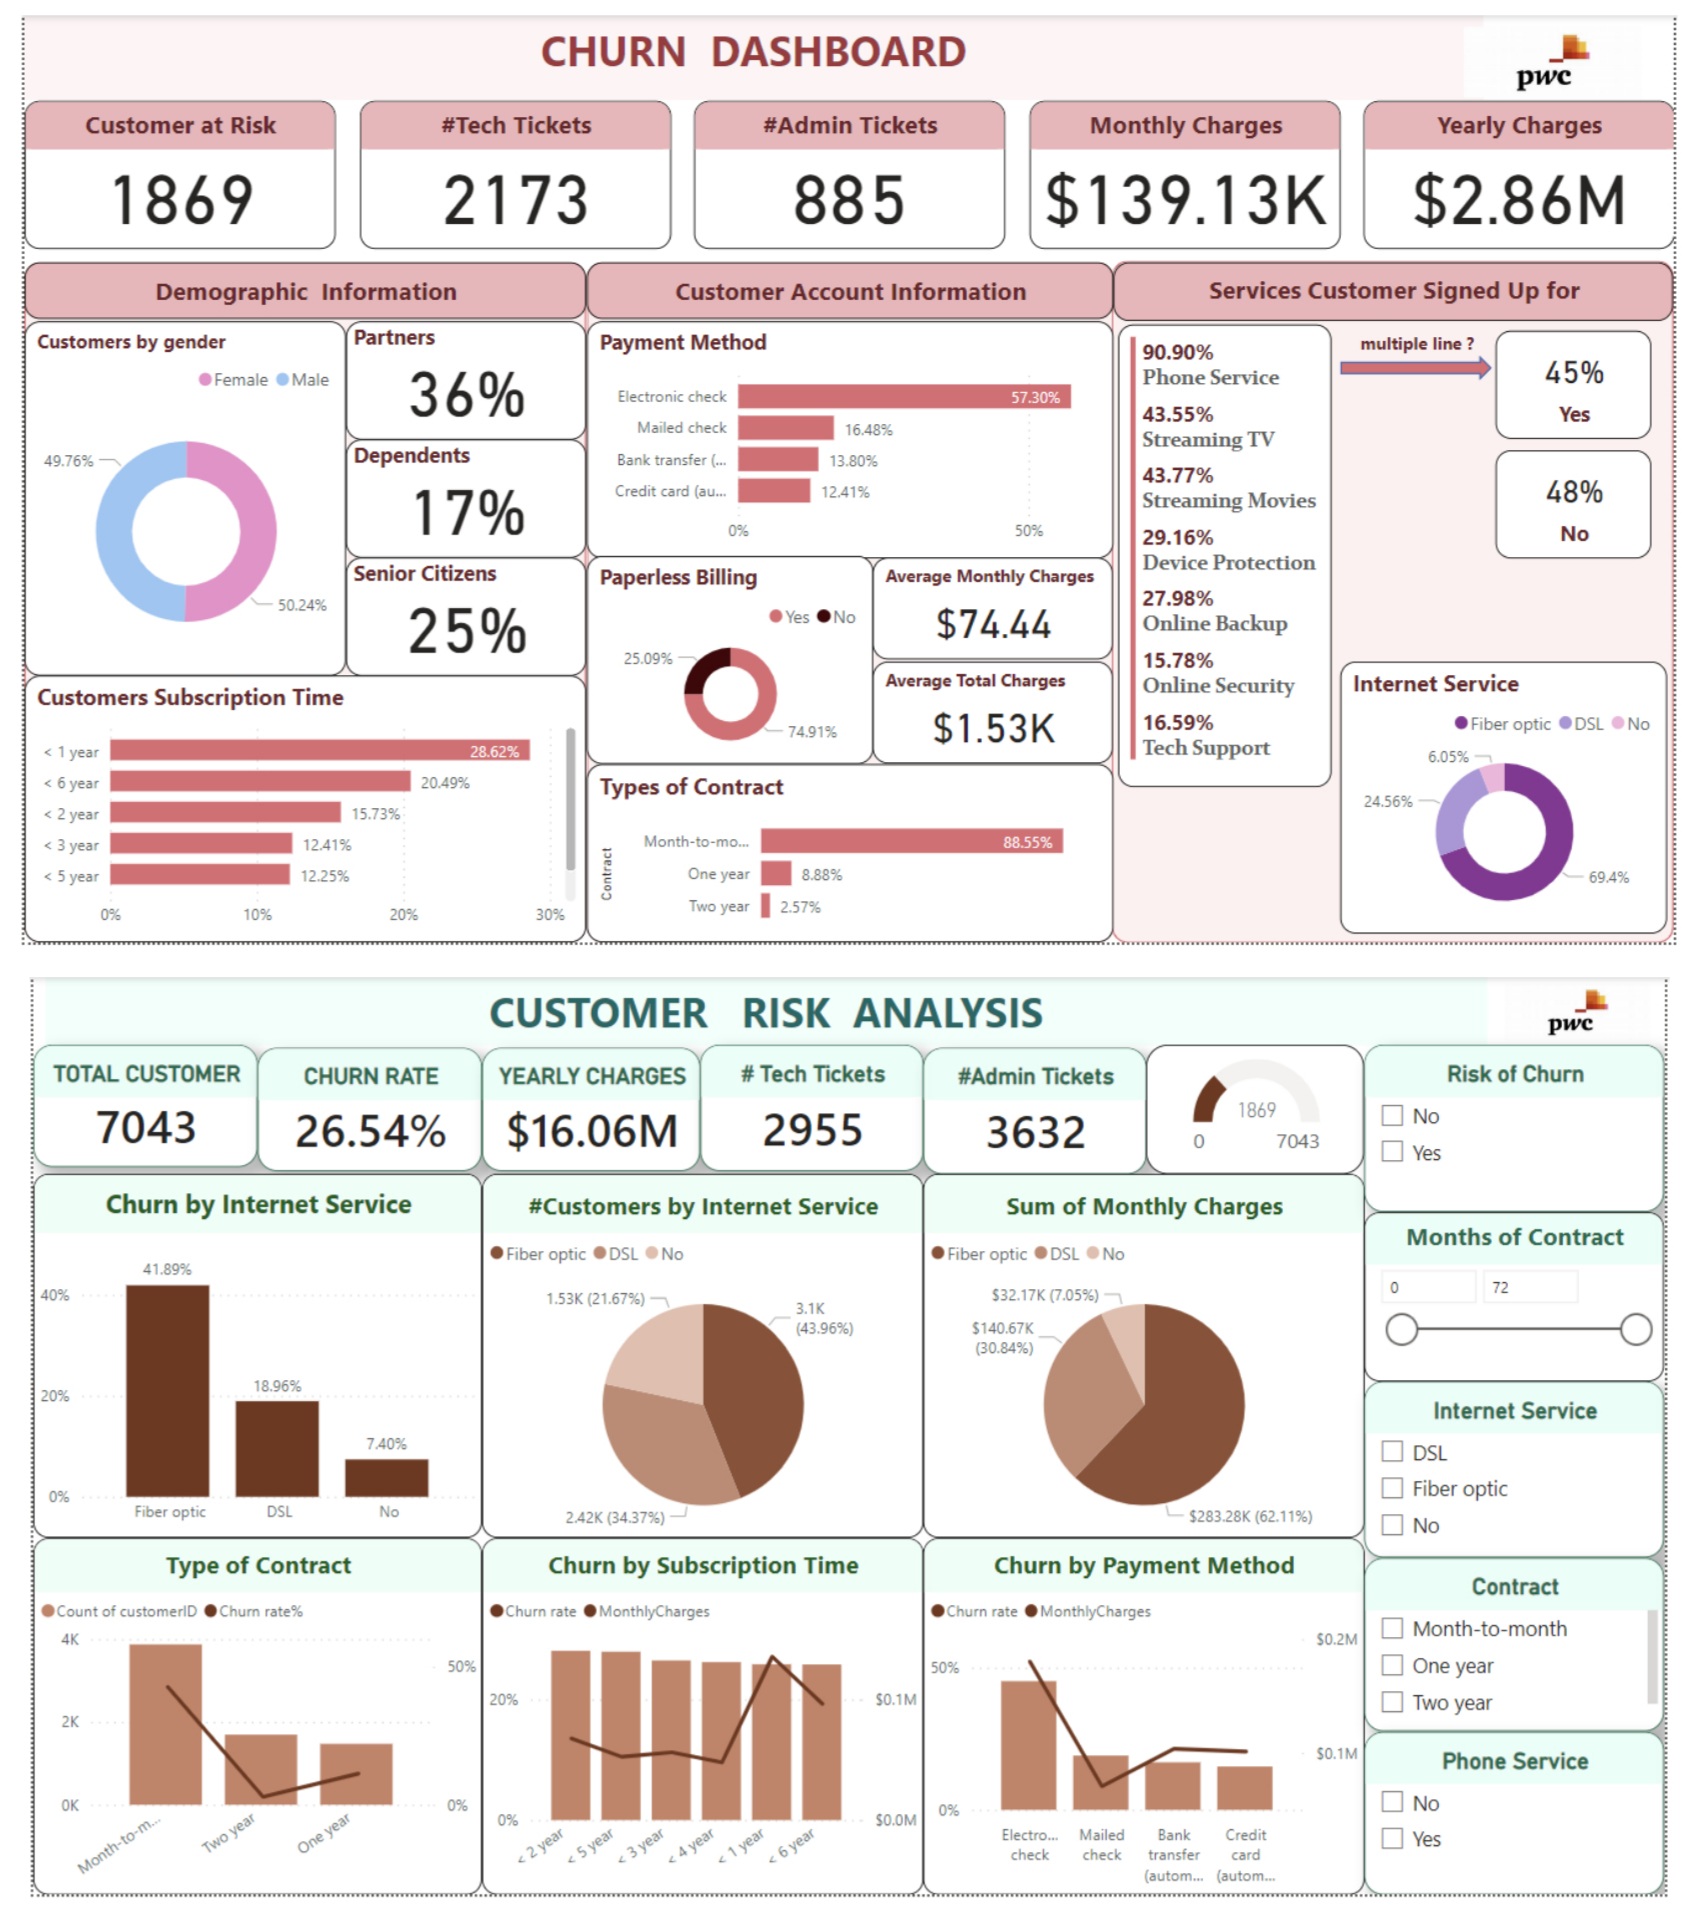 CHURN DASHBOARD
pwc
Customer at Risk
1869
#Tech Tickets
2173
#Admin Tickets
885
Monthly Charges
$139.13K
Yearly Charges
$2.86M
Demographic Information
Customers by gender
Female Male
49.76%
50.24%
Partners
36%
Dependents
17%
Senior Citizens
25%
Customers Subscription Time
< 1 year
28.62%
< 6 year
20.49%
< 2 year
15.73%
< 3 year
12.41%
< 5 year
12.25%
0% 10% 20% 30%
Customer Account Information
Payment Method
Electronic check
57.30%
Mailed check
16.48%
Bank transfer (...
13.80%
Credit card (au...
12.41%
0% 50%
Paperless Billing
Yes No
25.09%
74.91%
Average Monthly Charges
$74.44
Average Total Charges
$1.53K
Types of Contract
Contract
Month-to-mo...
88.55%
One year
8.88%
Two year
2.57%
Services Customer Signed Up for
90.90%
Phone Service
43.55%
Streaming TV
43.77%
Streaming Movies
29.16%
Device Protection
27.98%
Online Backup
15.78%
Online Security
16.59%
Tech Support
multiple line ?
45%
Yes
48%
No
Internet Service
Fiber optic DSL No
6.05%
24.56%
69.4%
CUSTOMER RISK ANALYSIS
pwc
TOTAL CUSTOMER
7043
CHURN RATE
26.54%
YEARLY CHARGES
$16.06M
# Tech Tickets
2955
#Admin Tickets
3632
1869
0 7043
Churn by Internet Service
40%
20%
0%
41.89%
18.96%
7.40%
Fiber optic DSL No
#Customers by Internet Service
Fiber optic DSL No
1.53K (21.67%)
3.1K
(43.96%)
2.42K (34.37%)
Sum of Monthly Charges
Fiber optic DSL No
$32.17K (7.05%)
$140.67K
(30.84%)
$283.28K (62.11%)
Type of Contract
Count of customerID Churn rate%
4K
2K
0K
50%
0%
Month-to-m...
Two year
One year
Churn by Subscription Time
Churn rate MonthlyCharges
20%
0%
$0.1M
$0.0M
< 2 year
< 5 year
< 3 year
< 4 year
< 1 year
< 6 year
Churn by Payment Method
Churn rate MonthlyCharges
50%
0%
$0.2M
$0.1M
Electro...
check
Mailed
check
Bank
transfer
(autom...
Credit
card
(autom...
Risk of Churn
No
Yes
Months of Contract
0 72
Internet Service
DSL
Fiber optic
No
Contract
Month-to-month
One year
Two year
Phone Service
No
Yes